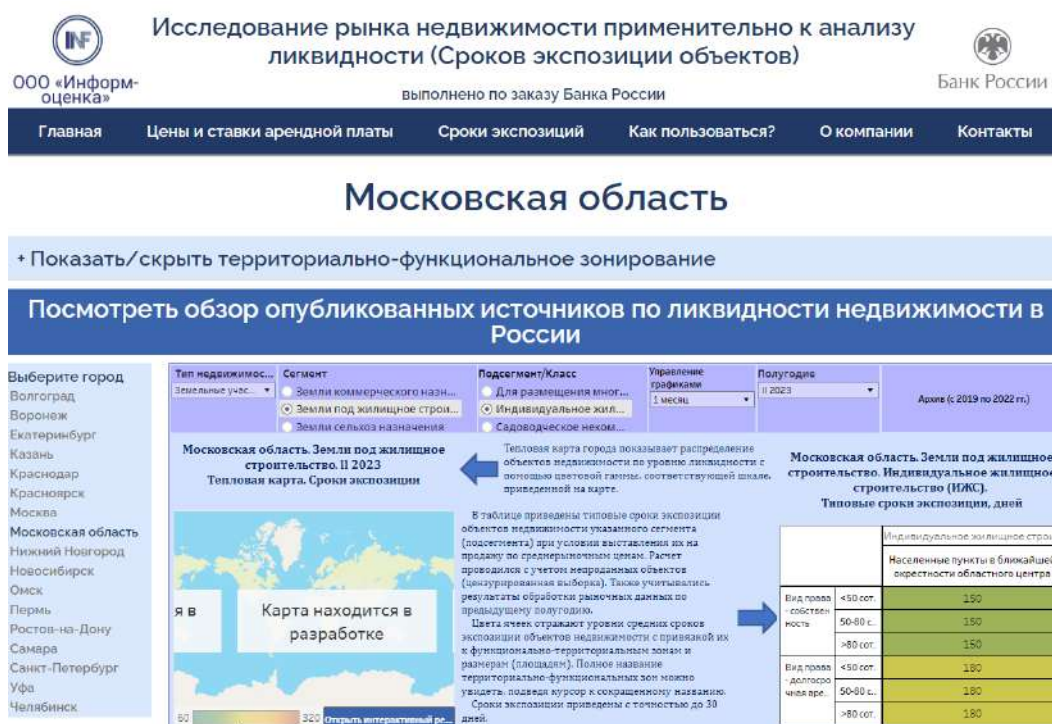 INF
ООО «Информ-
оценка»
Исследование рынка недвижимости применительно к анализу
ликвидности (Сроков экспозиции объектов)
выполнено по заказу Банка России
Банк России
Главная
Цены и ставки арендной платы
Сроки экспозиций
Как пользоваться?
О компании
Контакты
Московская область
+ Показать/скрыть территориально-функциональное зонирование
Посмотреть обзор опубликованных источников по ликвидности недвижимости в
России
Выберите город
Волгоград
Воронеж
Екатеринбург
Казань
Краснодар
Красноярск
Москва
Московская область
Нижний Новгород
Новосибирск
Омск
Пермь
Ростов-на-Дону
Самара
Санкт-Петербург
Уфа
Челябинск
Тип недвижимос...
Земельные учас...
Сегмент
Земли коммерческого назн...
Земли под жилищное строи...
Земли сельхоз назначения
Подсегмент/Класс
Для размещения мног...
Индивидуальное жил...
Садоводческое неком...
Управление
графиками
1 месяц
Полугодие
II 2023
Архив (с 2019 по 2022 гг.)
Московская область. Земли под жилищное
строительство. II 2023
Тепловая карта. Сроки экспозиции
Тепловая карта города показывает распределение
объектов недвижимости по уровню ликвидности с
помощью цветовой гаммы, соответствующей шкале,
приведенной на карте.
я в
Карта находится в
разработке
60
320
Открыть интерактивный ре...
В таблице приведены типовые сроки экспозиции
объектов недвижимости указанного сегмента
(подсегмента) при условии выставления их на
продажу по среднерыночным ценам. Расчет
проводился с учетом непроданных объектов
(цензурированная выборка). Также учитывались
результаты обработки рыночных данных по
предыдущему полугодию.
Цвета ячеек отражают уровни средних сроков
экспозиции объектов недвижимости с привязкой их
к функционально-территориальным зонам и
размерам (площадям). Полное название
территориально-функциональных зон можно
увидеть, подведя курсор к сокращенному названию.
Сроки экспозиции приведены с точностью до 30
дней.
Московская область. Земли под жилищное
строительство. Индивидуальное жилищное
строительство (ИЖС).
Типовые сроки экспозиции, дней
Индивидуальное жилищное строи
Населенные пункты в ближайшей
окрестности областного центра
Вид права
- собствен
ность
<50 сот.
150
50-80 с..
150
>80 сот.
150
Вид права
- долгосро
чная аре..
<50 сот.
180
50-80 с..
180
>80 сот.
180